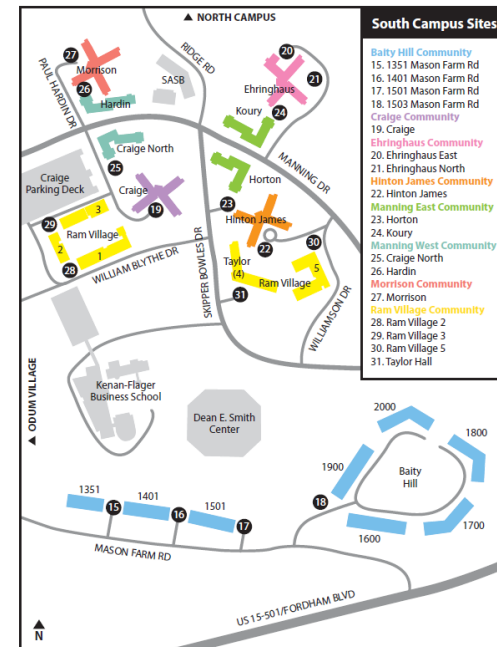 ▲ NORTH CAMPUS
South Campus Sites
Baity Hill Community
15. 1351 Mason Farm Rd
16. 1401 Mason Farm Rd
17. 1501 Mason Farm Rd
18. 1503 Mason Farm Rd
Craige Community
19. Craige
Ehringhaus Community
20. Ehringhaus East
21. Ehringhaus North
Hinton James Community
22. Hinton James
Manning East Community
23. Horton
24. Koury
Manning West Community
25. Craige North
26. Hardin
Morrison Community
27. Morrison
Ram Village Community
28. Ram Village 2
29. Ram Village 3
30. Ram Village 5
31. Taylor Hall
27
Morrison
26
Hardin
PAUL HARDIN DR
RIDGE RD
SASB
20
21
Ehringhaus
Koury
24
Craige North
25
MANNING DR
Craige
Parking Deck
Craige
19
Horton
23
Hinton James
22
29
3
Ram Village
2
1
28
WILLIAM BLYTHE DR
SKIPPER BOWLES DR
Taylor
(4)
Ram Village
5
30
31
WILLIAMSON DR
Kenan-Flager
Business School
Dean E. Smith
Center
▲ ODUM VILLAGE
2000
1800
1900
Baity
Hill
18
1700
1600
1351
15
1401
16
1501
17
MASON FARM RD
US 15-501/FORDHAM BLVD
N